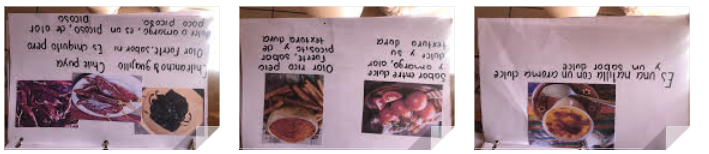 guajillo
Olor fuerte, sabor ni
dulce o amargo, es un
poco picoso.
Chile puya
Es chiquito pero
picoso, de olor
picoso
Sabor entre dulce
y amargo, olor
dulce y su
textura dura
Olor rico pero
fuerte, sabor
picosito y de
textura dura
Es una natilla con un aroma dulce
y un sabor dulce